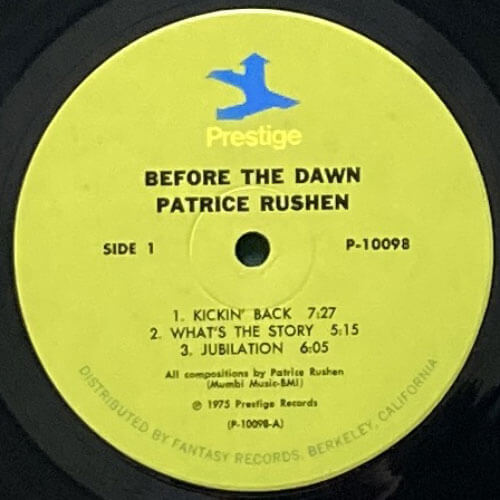 Prestige
BEFORE THE DAWN
PATRICE RUSHEN
SIDE 1
P-10098
1. KICKIN' BACK 7:27
2. WHAT'S THE STORY 5:15
3. JUBILATION 6:05
All compositions by Patrice Rushen
(Mumbi Music-BMI)
℗ 1975 Prestige Records
(P-10098-A)
DISTRIBUTED BY FANTASY RECORDS, BERKELEY, CALIFORNIA